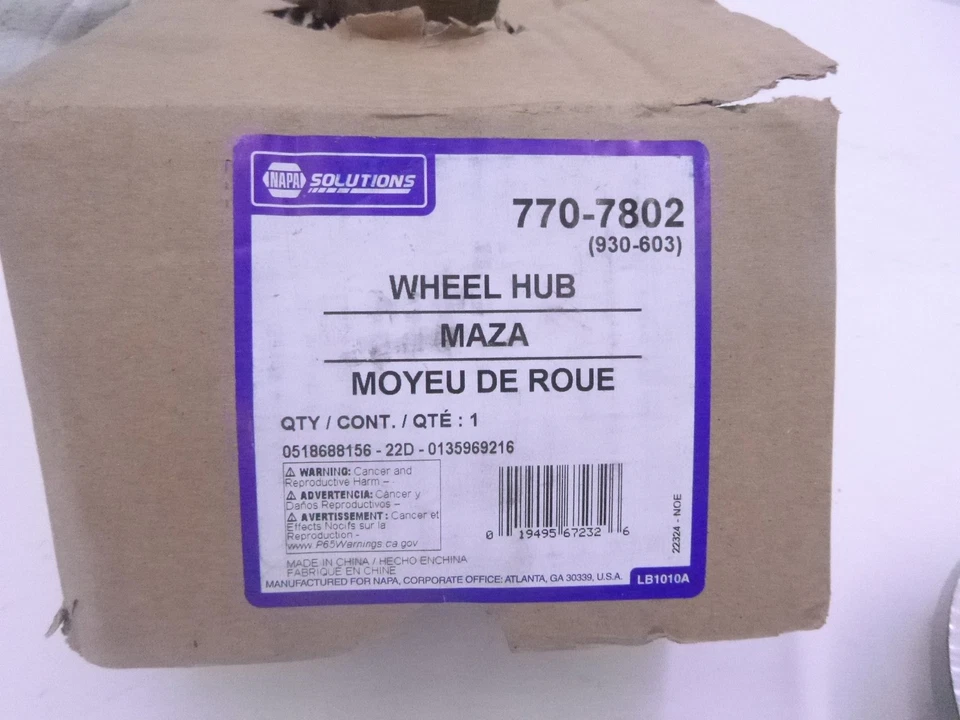 NAPA SOLUTIONS
770-7802
(930-603)
WHEEL HUB
MAZA
MOYEU DE ROUE
QTY / CONT. / QTÉ : 1
0518688156 - 22D - 0135969216
⚠ WARNING: Cancer and
Reproductive Harm –
⚠ ADVERTENCIA: Cáncer y
Daños Reproductivos –
⚠ AVERTISSEMENT: Cancer et
Effets Nocifs sur la
Reproduction -
www.P65Warnings.ca.gov
0 19495 67232 6
22324 - NOE
MADE IN CHINA / HECHO ENCHINA
FABRIQUÉ EN CHINE
MANUFACTURED FOR NAPA, CORPORATE OFFICE: ATLANTA, GA 30339, U.S.A.
LB1010A